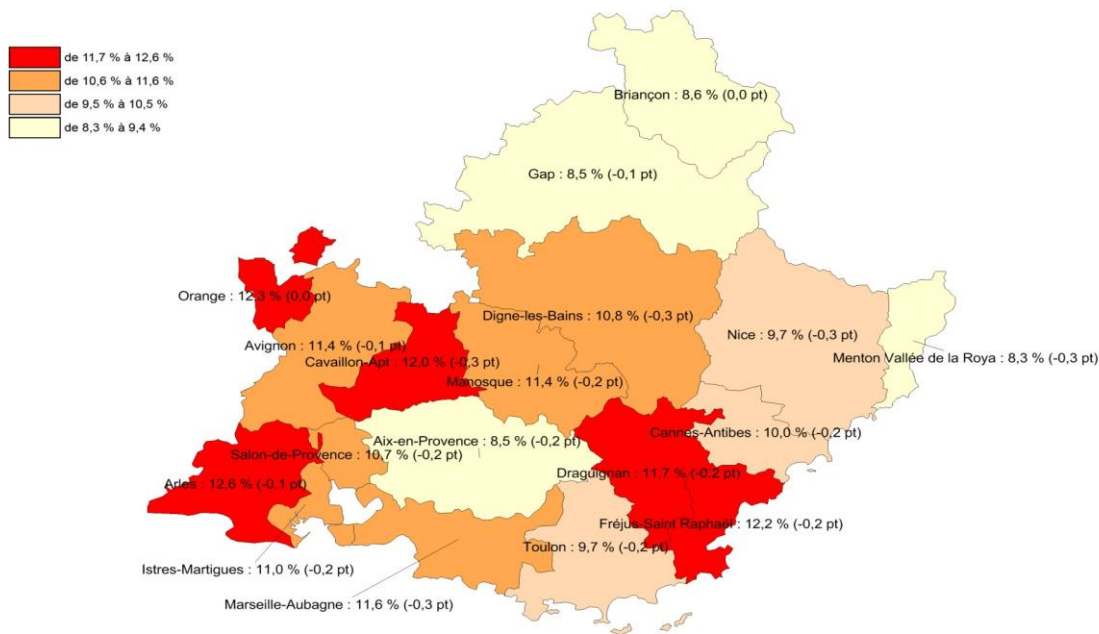 de 11,7 % à 12,6 %
de 10,6 % à 11,6 %
de 9,5 % à 10,5 %
de 8,3 % à 9,4 %
Briançon : 8,6 % (0,0 pt)
Gap : 8,5 % (-0,1 pt)
Orange : 12,3 % (0,0 pt)
Digne-les-Bains : 10,8 % (-0,3 pt)
Nice : 9,7 % (-0,3 pt)
Avignon : 11,4 % (-0,1 pt)
Menton Vallée de la Roya : 8,3 % (-0,3 pt)
Cavaillon-Apt : 12,0 % (-0,3 pt)
Manosque : 11,4 % (-0,2 pt)
Cannes-Antibes : 10,0 % (-0,2 pt)
Aix-en-Provence : 8,5 % (-0,2 pt)
Salon-de-Provence : 10,7 % (-0,2 pt)
Draguignan : 11,7 % (-0,2 pt)
Arles : 12,6 % (-0,1 pt)
Fréjus-Saint Raphaël : 12,2 % (-0,2 pt)
Toulon : 9,7 % (-0,2 pt)
Istres-Martigues : 11,0 % (-0,2 pt)
Marseille-Aubagne : 11,6 % (-0,3 pt)